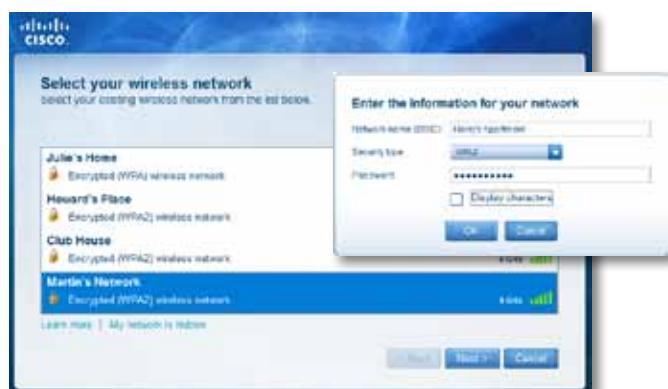 CISCO
Select your wireless network
Select your existing wireless network from the list below.
Julie's Home
Encrypted (WPA) wireless network
Howard's Place
Encrypted (WPA2) wireless network
Club House
Encrypted (WPA2) wireless network
Martin's Network
Encrypted (WPA2) wireless network
Learn more | My network is hidden
Next > Cancel
Enter the information for your network
Network name (SSID)
Security type WPA2
Password
Display characters
OK Cancel